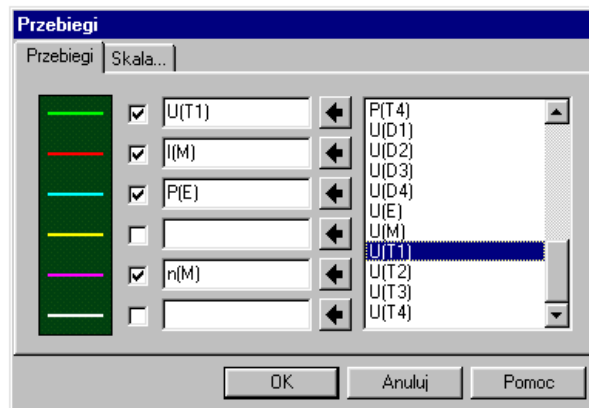 Przebiegi
Przebiegi
Skala...
U(T1)
I(M)
P(E)
n(M)
P(T4)
U(D1)
U(D2)
U(D3)
U(D4)
U(E)
U(M)
U(T1)
U(T2)
U(T3)
U(T4)
OK
Anuluj
Pomoc